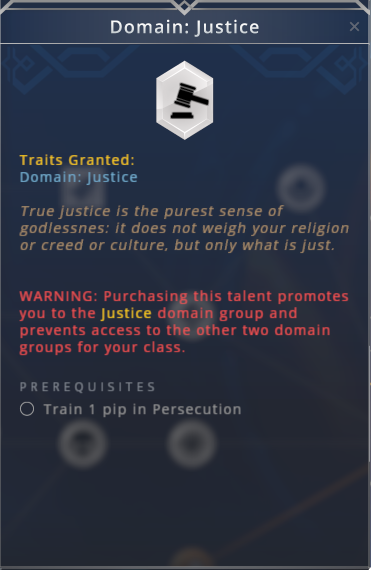 Domain: Justice
Traits Granted:
Domain: Justice
True justice is the purest sense of
godlessnes: it does not weigh your religion
or creed or culture, but only what is just.
WARNING: Purchasing this talent promotes
you to the Justice domain group and
prevents access to the other two domain
groups for your class.
PREREQUISITES
Train 1 pip in Persecution